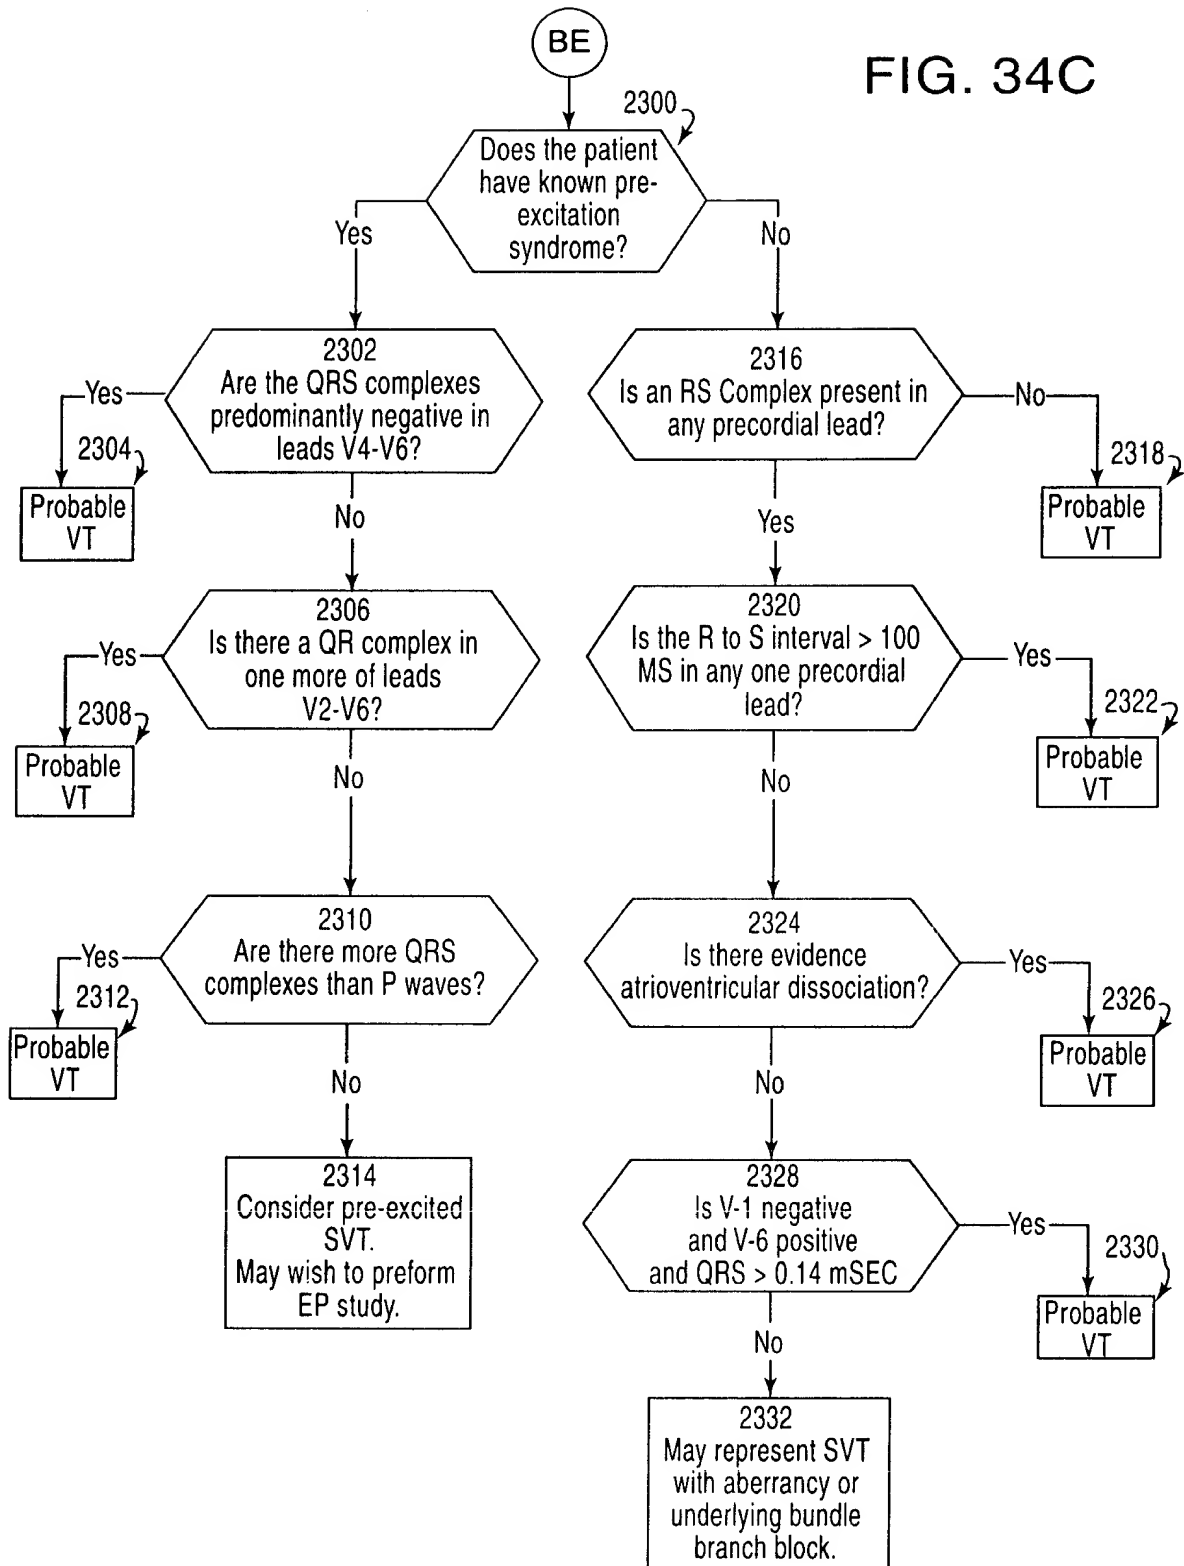 BE
FIG. 34C
2300
Does the patient
have known pre-
excitation
syndrome?
Yes
No
2302
Are the QRS complexes
predominantly negative in
leads V4-V6?
Yes
2304
Probable
VT
No
2316
Is an RS Complex present in
any precordial lead?
No
2318
Probable
VT
Yes
2306
Is there a QR complex in
one more of leads
V2-V6?
Yes
2308
Probable
VT
No
2320
Is the R to S interval > 100
MS in any one precordial
lead?
Yes
2322
Probable
VT
No
2310
Are there more QRS
complexes than P waves?
Yes
2312
Probable
VT
No
2324
Is there evidence
atrioventricular dissociation?
Yes
2326
Probable
VT
No
2314
Consider pre-excited
SVT.
May wish to preform
EP study.
2328
Is V-1 negative
and V-6 positive
and QRS > 0.14 mSEC
Yes
2330
Probable
VT
No
2332
May represent SVT
with aberrancy or
underlying bundle
branch block.